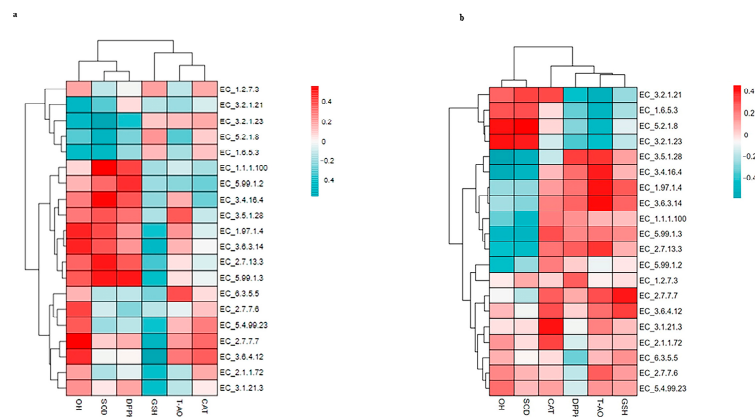 a
0.4
0.2
0
-0.2
0.4
EC_1.2.7.3
EC_3.2.1.21
EC_3.2.1.23
EC_5.2.1.8
EC_1.6.5.3
EC_1.1.1.100
EC_5.99.1.2
EC_3.4.16.4
EC_3.5.1.28
EC_1.97.1.4
EC_3.6.3.14
EC_2.7.13.3
EC_5.99.1.3
EC_6.3.5.5
EC_2.7.7.6
EC_5.4.99.23
EC_2.7.7.7
EC_3.6.4.12
EC_2.1.1.72
EC_3.1.21.3
OH
SOD
DPPH
GSH
T-AO
CAT
b
0.4
0.2
0
-0.2
-0.4
EC_3.2.1.21
EC_1.6.5.3
EC_5.2.1.8
EC_3.2.1.23
EC_3.5.1.28
EC_3.4.16.4
EC_1.97.1.4
EC_3.6.3.14
EC_1.1.1.100
EC_5.99.1.3
EC_2.7.13.3
EC_5.99.1.2
EC_1.2.7.3
EC_2.7.7.7
EC_3.6.4.12
EC_3.1.21.3
EC_2.1.1.72
EC_6.3.5.5
EC_2.7.7.6
EC_5.4.99.23
OH
SCD
CAT
DPPH
T-AO
GSH